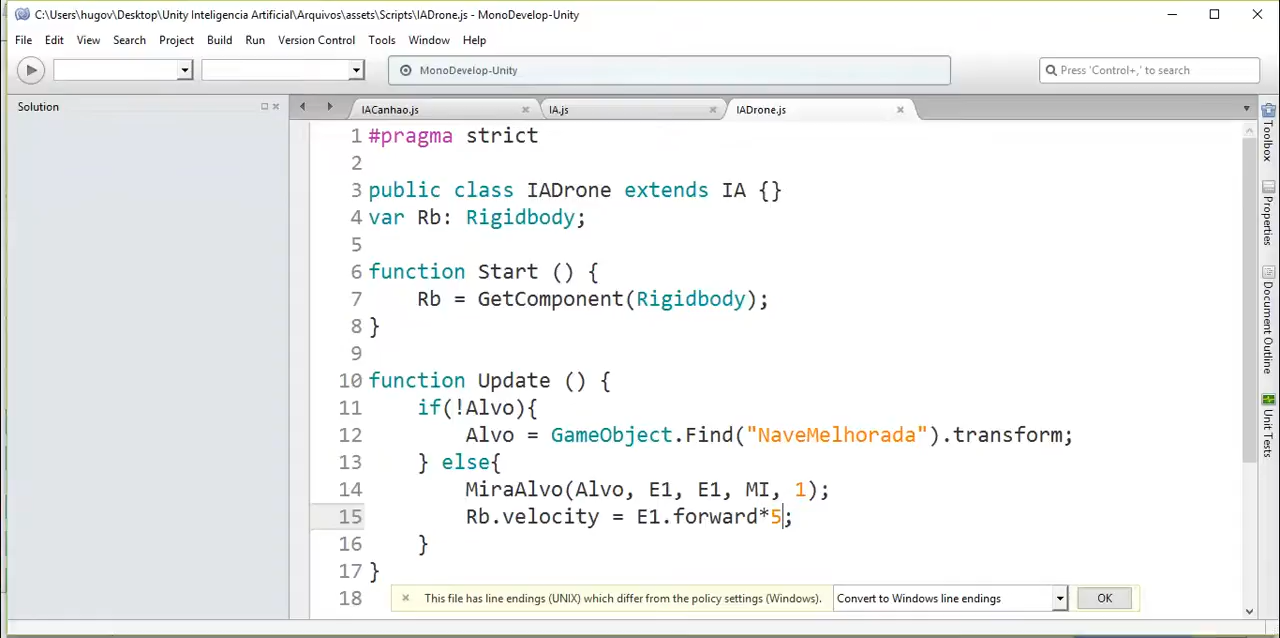 C:\Users\hugov\Desktop\Unity Inteligencia Artificial\Arquivos\assets\Scripts\IADrone.js - MonoDevelop-Unity
File Edit View Search Project Build Run Version Control Tools Window Help
MonoDevelop-Unity
Press 'Control+,' to search
Solution
IACanhao.js IA.js IADrone.js
1 #pragma strict
2
3 public class IADrone extends IA {}
4 var Rb: Rigidbody;
5
6 function Start () {
7 Rb = GetComponent(Rigidbody);
8 }
9
10 function Update () {
11 if(!Alvo){
12 Alvo = GameObject.Find("NaveMelhorada").transform;
13 } else{
14 MiraAlvo(Alvo, E1, E1, MI, 1);
15 Rb.velocity = E1.forward*5;
16 }
17 }
18
This file has line endings (UNIX) which differ from the policy settings (Windows). Convert to Windows line endings OK
Toolbox
Properties
Document Outline
Unit Tests